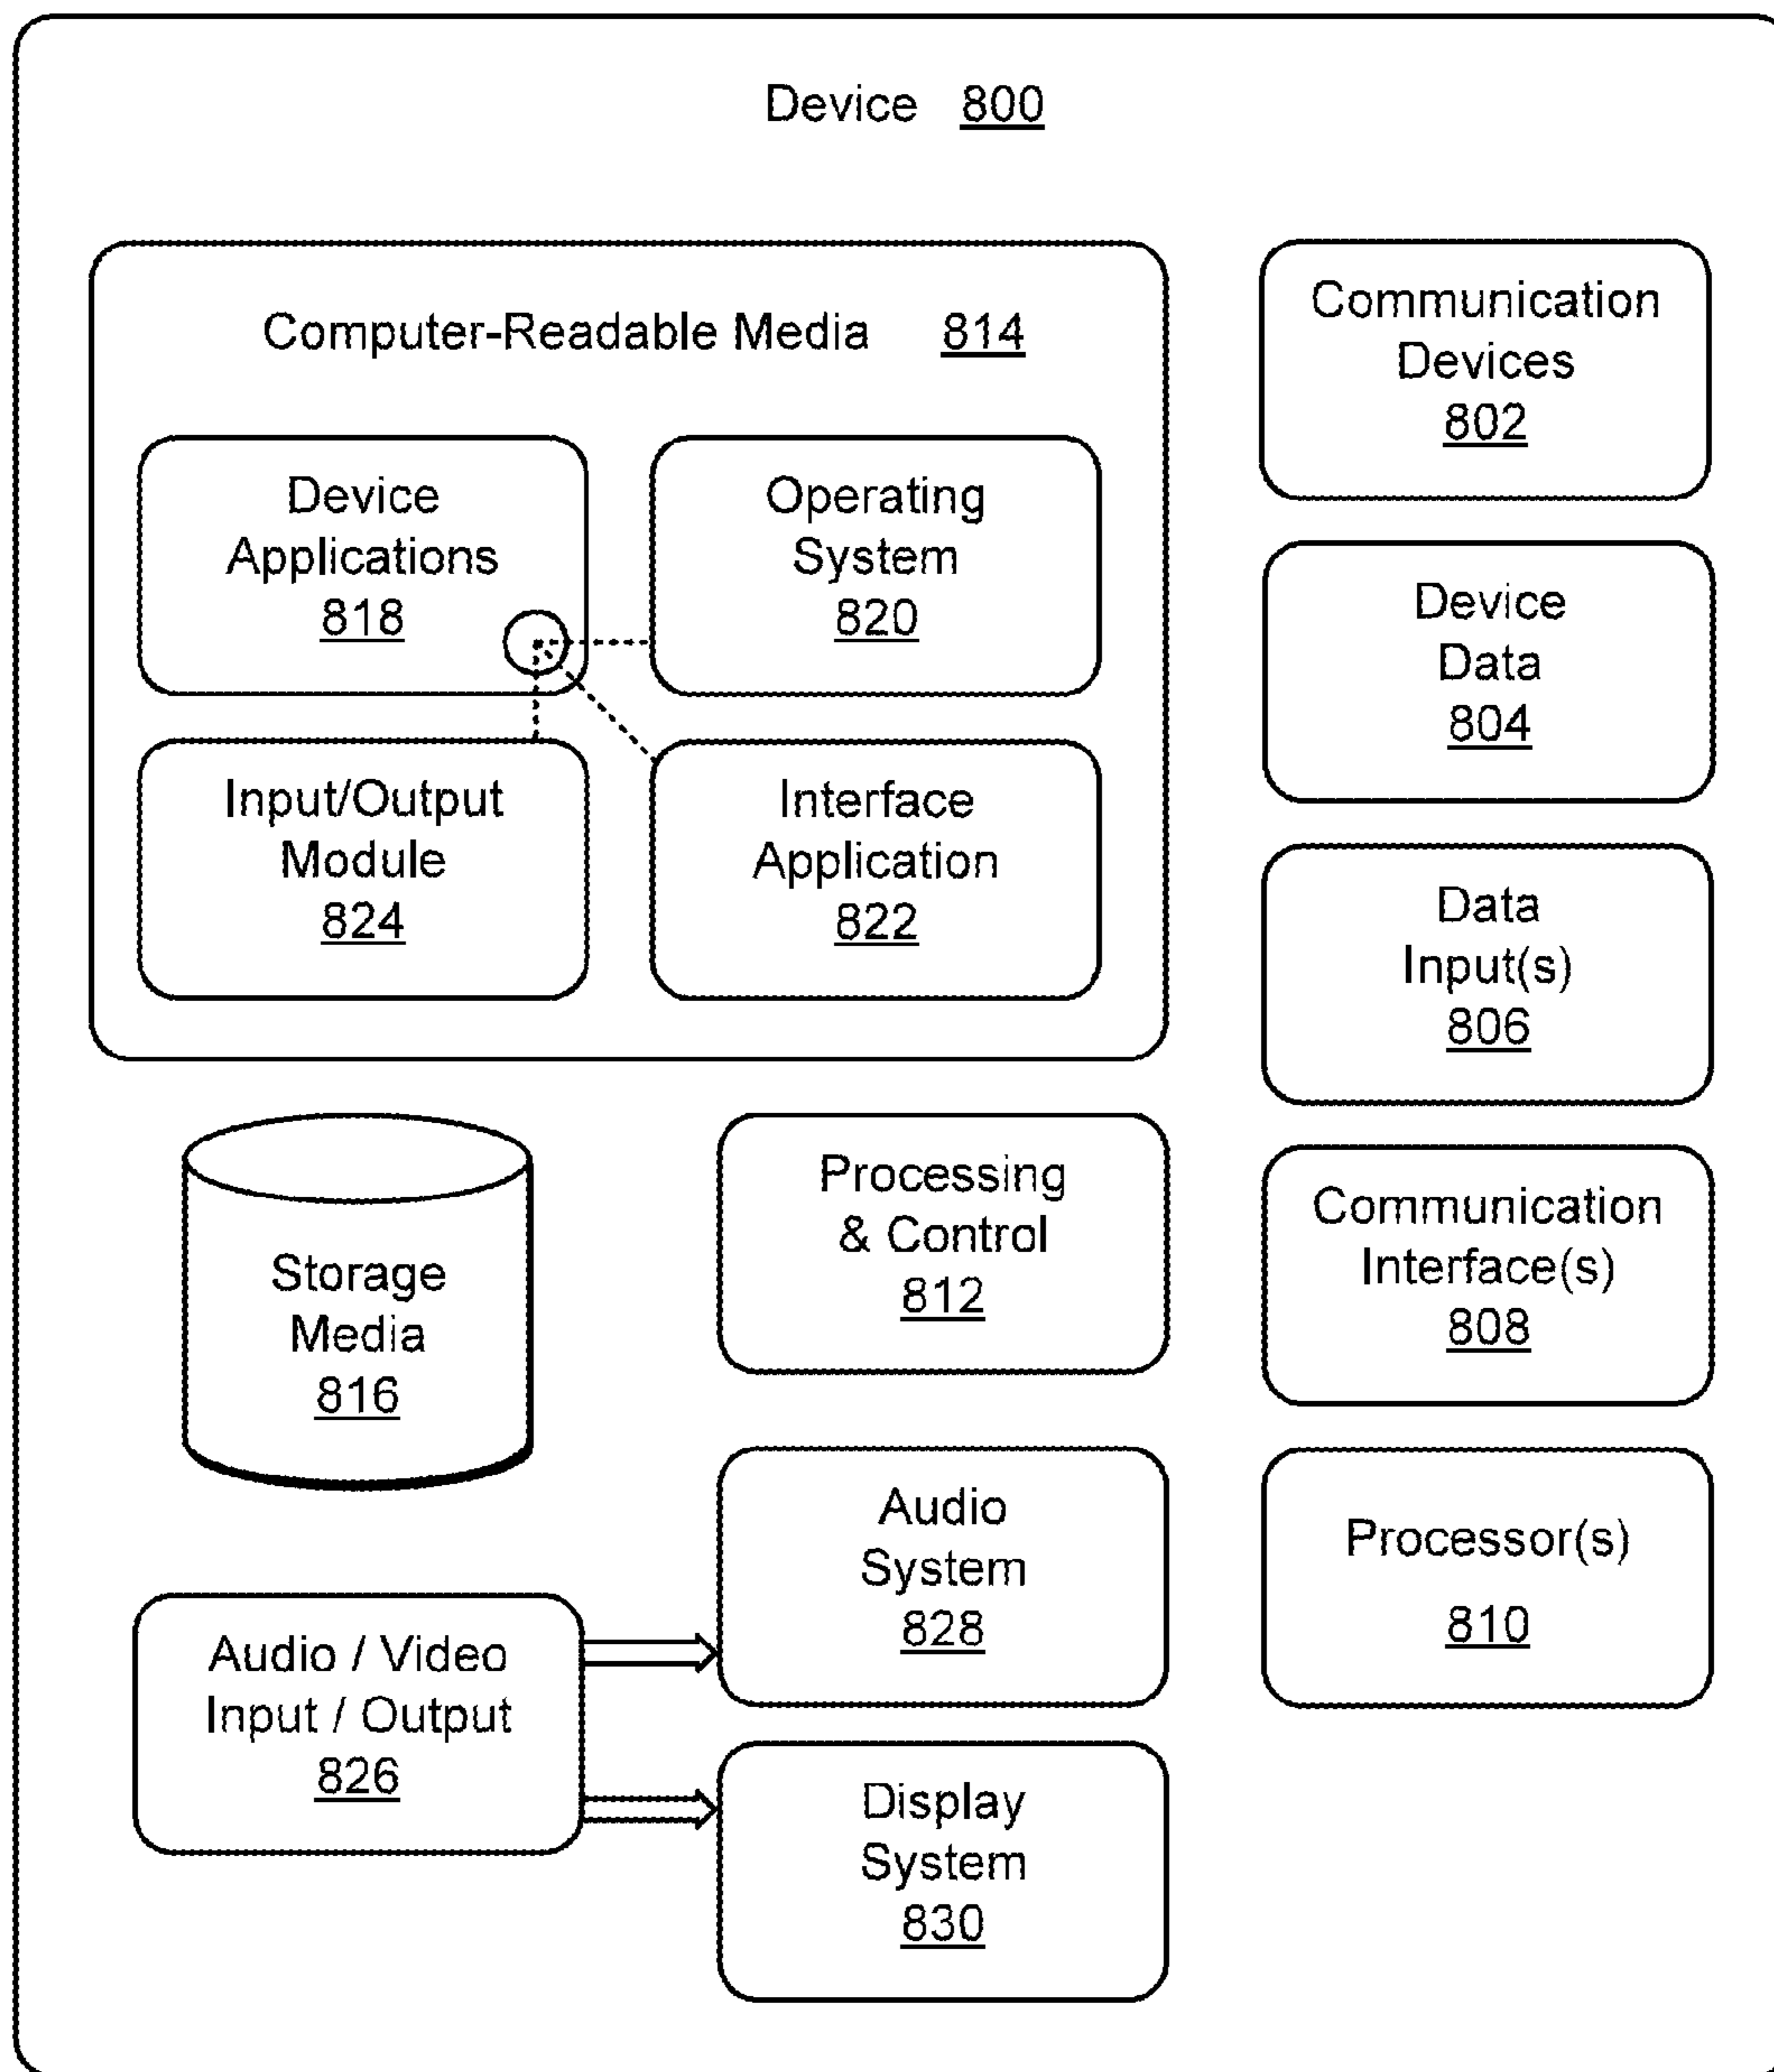 Device 800
Computer-Readable Media 814
Device
Applications
818
Operating
System
820
Input/Output
Module
824
Interface
Application
822
Storage
Media
816
Processing
& Control
812
Audio / Video
Input / Output
826
Audio
System
828
Display
System
830
Communication
Devices
802
Device
Data
804
Data
Input(s)
806
Communication
Interface(s)
808
Processor(s)
810